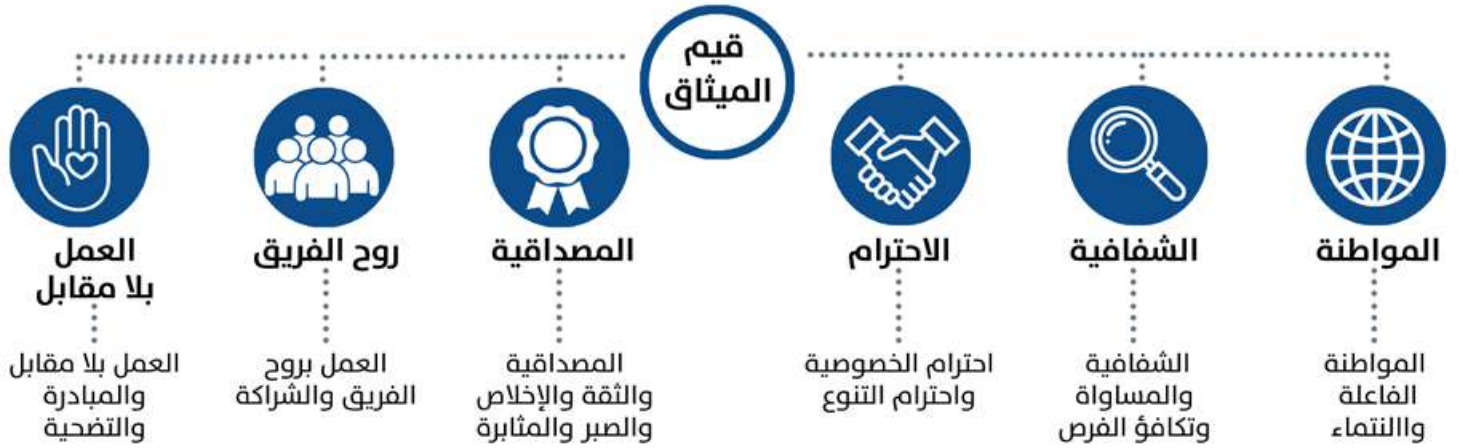 قيم
الميثاق
المواطنة
المواطنة
الفاعلة
واالنتماء
الشفافية
الشفافية
والمساواة
وتكافؤ الفرص
الاحترام
احترام الخصوصية
واحترام التنوع
المصداقية
المصداقية
والثقة والإخلاص
والصبر والمثابرة
روح الفريق
العمل بروح
الفريق والشراكة
العمل
بلا مقابل
العمل بلا مقابل
والمبادرة
والتضحية